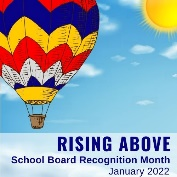 RISING ABOVE
School Board Recognition Month
January 2022